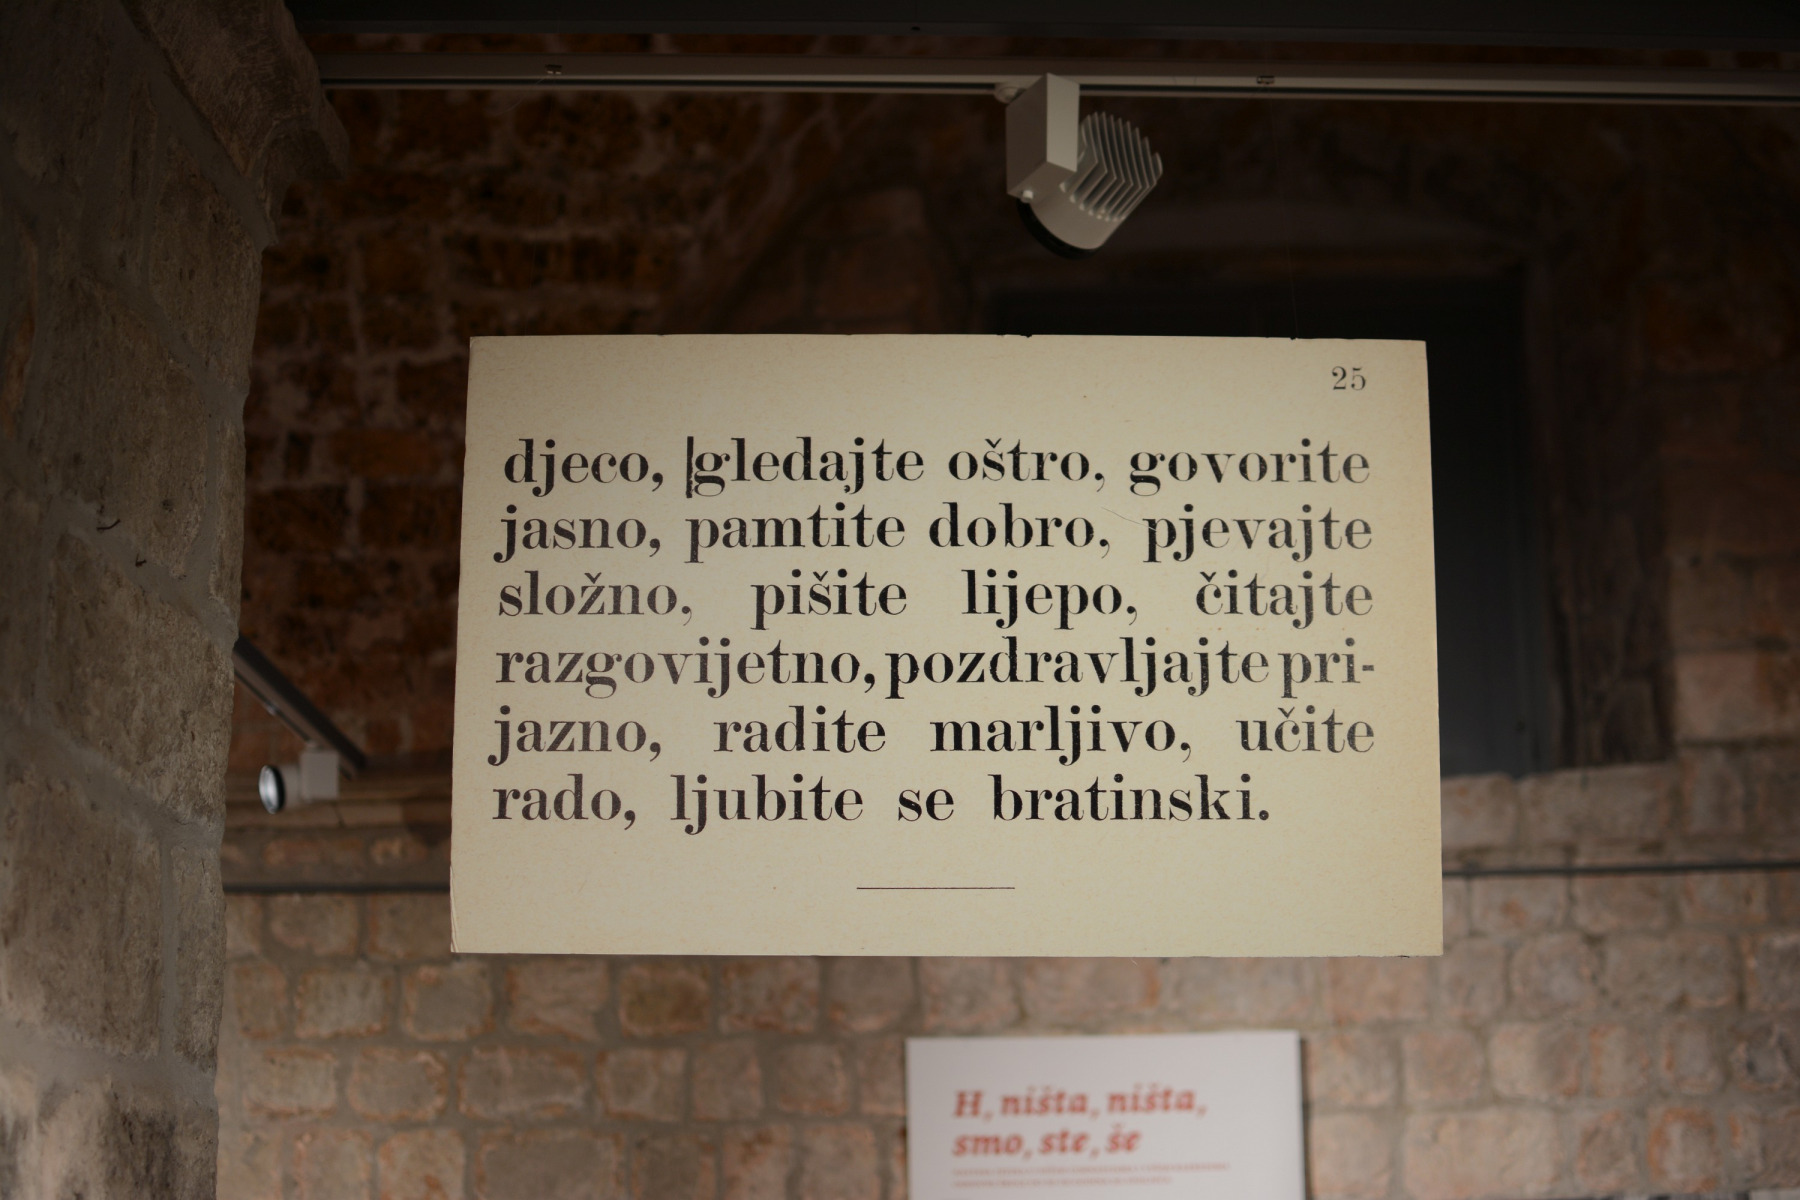 25
djeco, gledajte oštro, govorite
jasno, pamtite dobro, pjevajte
složno, pišite lijepo, čitajte
razgovijetno, pozdravljajte pri-
jazno, radite marljivo, učite
rado, ljubite se bratinski.
H, ništa, ništa,
smo, ste, še